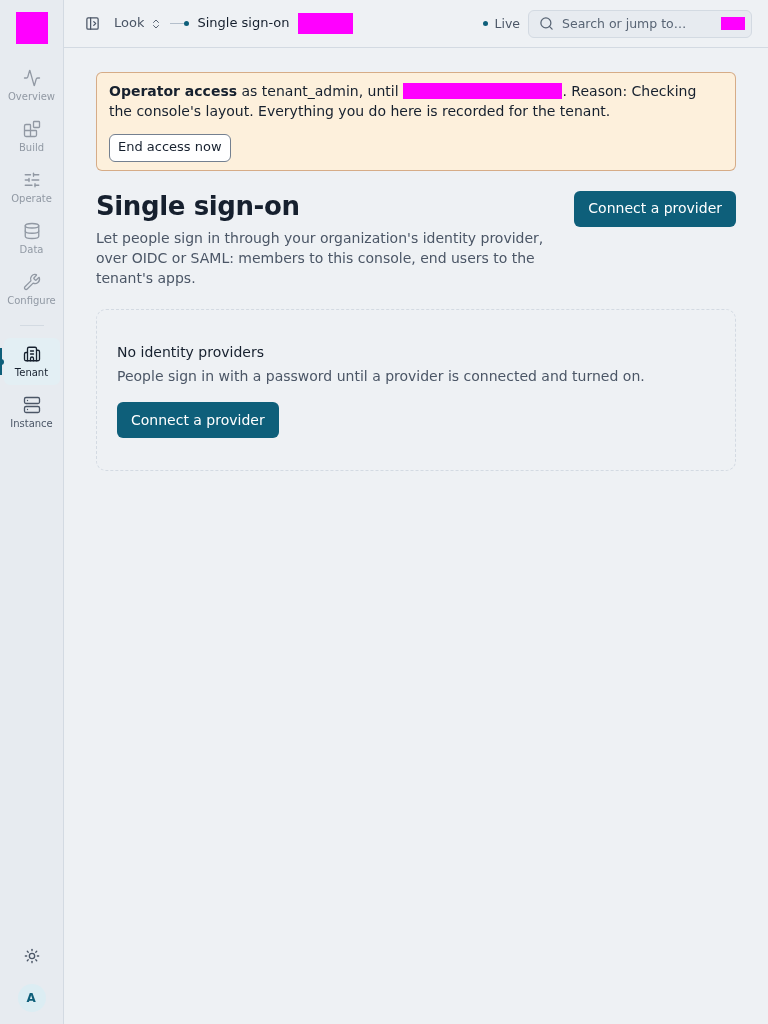 Look
Single sign-on
Live
Search or jump to…
Overview
Build
Operate
Data
Configure
Tenant
Instance
A
Operator access as tenant_admin, until . Reason: Checking
the console's layout. Everything you do here is recorded for the tenant.
End access now
Single sign-on
Connect a provider
Let people sign in through your organization's identity provider,
over OIDC or SAML: members to this console, end users to the
tenant's apps.
No identity providers
People sign in with a password until a provider is connected and turned on.
Connect a provider